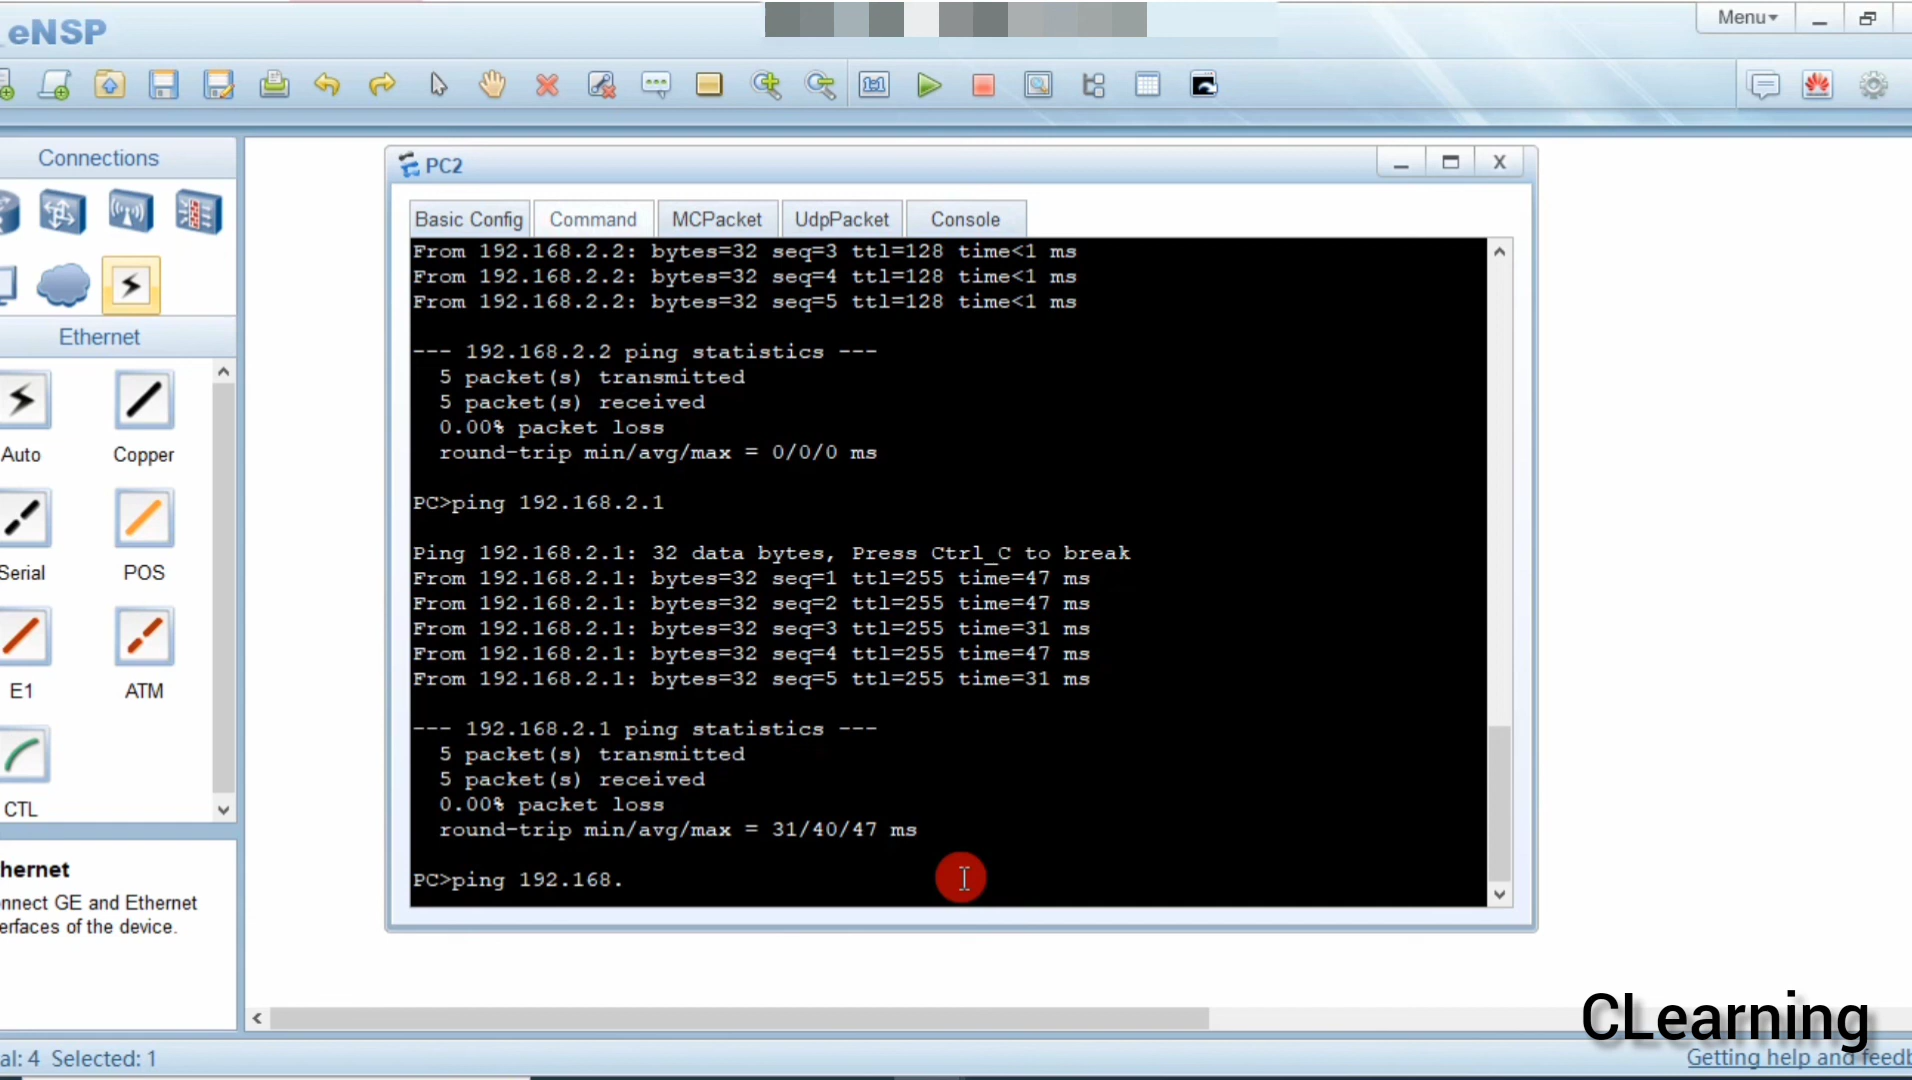 eNSP
Menu
Connections
Ethernet
Auto
Copper
Serial
POS
E1
ATM
CTL
hernet
nnect GE and Ethernet
erfaces of the device.
PC2
X
Basic Config
Command
MCPacket
UdpPacket
Console
From 192.168.2.2: bytes=32 seq=3 ttl=128 time<1 ms
From 192.168.2.2: bytes=32 seq=4 ttl=128 time<1 ms
From 192.168.2.2: bytes=32 seq=5 ttl=128 time<1 ms
--- 192.168.2.2 ping statistics ---
5 packet(s) transmitted
5 packet(s) received
0.00% packet loss
round-trip min/avg/max = 0/0/0 ms
PC>ping 192.168.2.1
Ping 192.168.2.1: 32 data bytes, Press Ctrl_C to break
From 192.168.2.1: bytes=32 seq=1 ttl=255 time=47 ms
From 192.168.2.1: bytes=32 seq=2 ttl=255 time=47 ms
From 192.168.2.1: bytes=32 seq=3 ttl=255 time=31 ms
From 192.168.2.1: bytes=32 seq=4 ttl=255 time=47 ms
From 192.168.2.1: bytes=32 seq=5 ttl=255 time=31 ms
--- 192.168.2.1 ping statistics ---
5 packet(s) transmitted
5 packet(s) received
0.00% packet loss
round-trip min/avg/max = 31/40/47 ms
PC>ping 192.168.
CLearning
al: 4 Selected: 1
Getting help and feedb